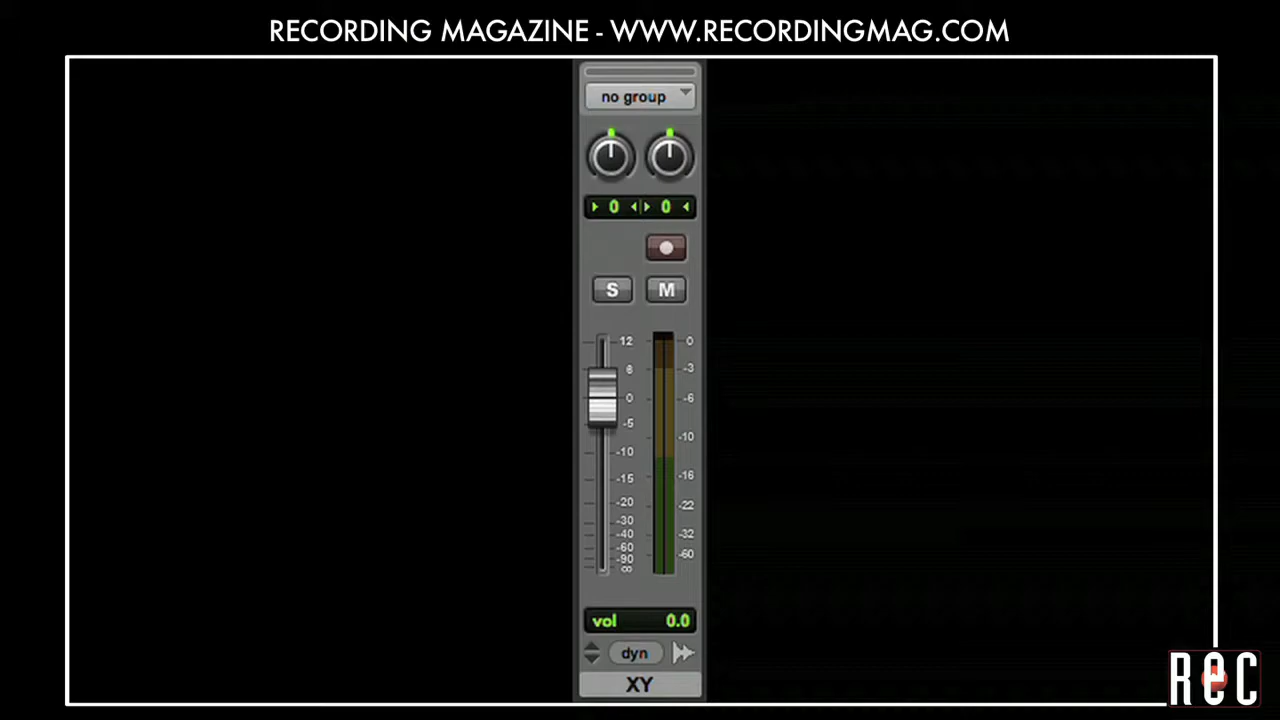 RECORDING MAGAZINE - WWW.RECORDINGMAG.COM
no group
0 0
S M
12 0
6 -3
0 -6
-5
-10 -10
-15 -16
-20 -22
-30
-40 -32
-60 -60
-90
∞
vol 0.0
dyn
XY
REC